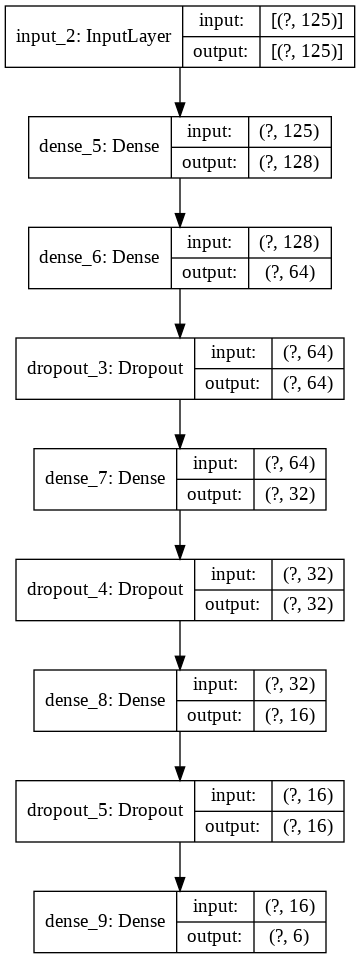 input_2: InputLayer
input: [(?, 125)]
output: [(?, 125)]
dense_5: Dense
input: (?, 125)
output: (?, 128)
dense_6: Dense
input: (?, 128)
output: (?, 64)
dropout_3: Dropout
input: (?, 64)
output: (?, 64)
dense_7: Dense
input: (?, 64)
output: (?, 32)
dropout_4: Dropout
input: (?, 32)
output: (?, 32)
dense_8: Dense
input: (?, 32)
output: (?, 16)
dropout_5: Dropout
input: (?, 16)
output: (?, 16)
dense_9: Dense
input: (?, 16)
output: (?, 6)